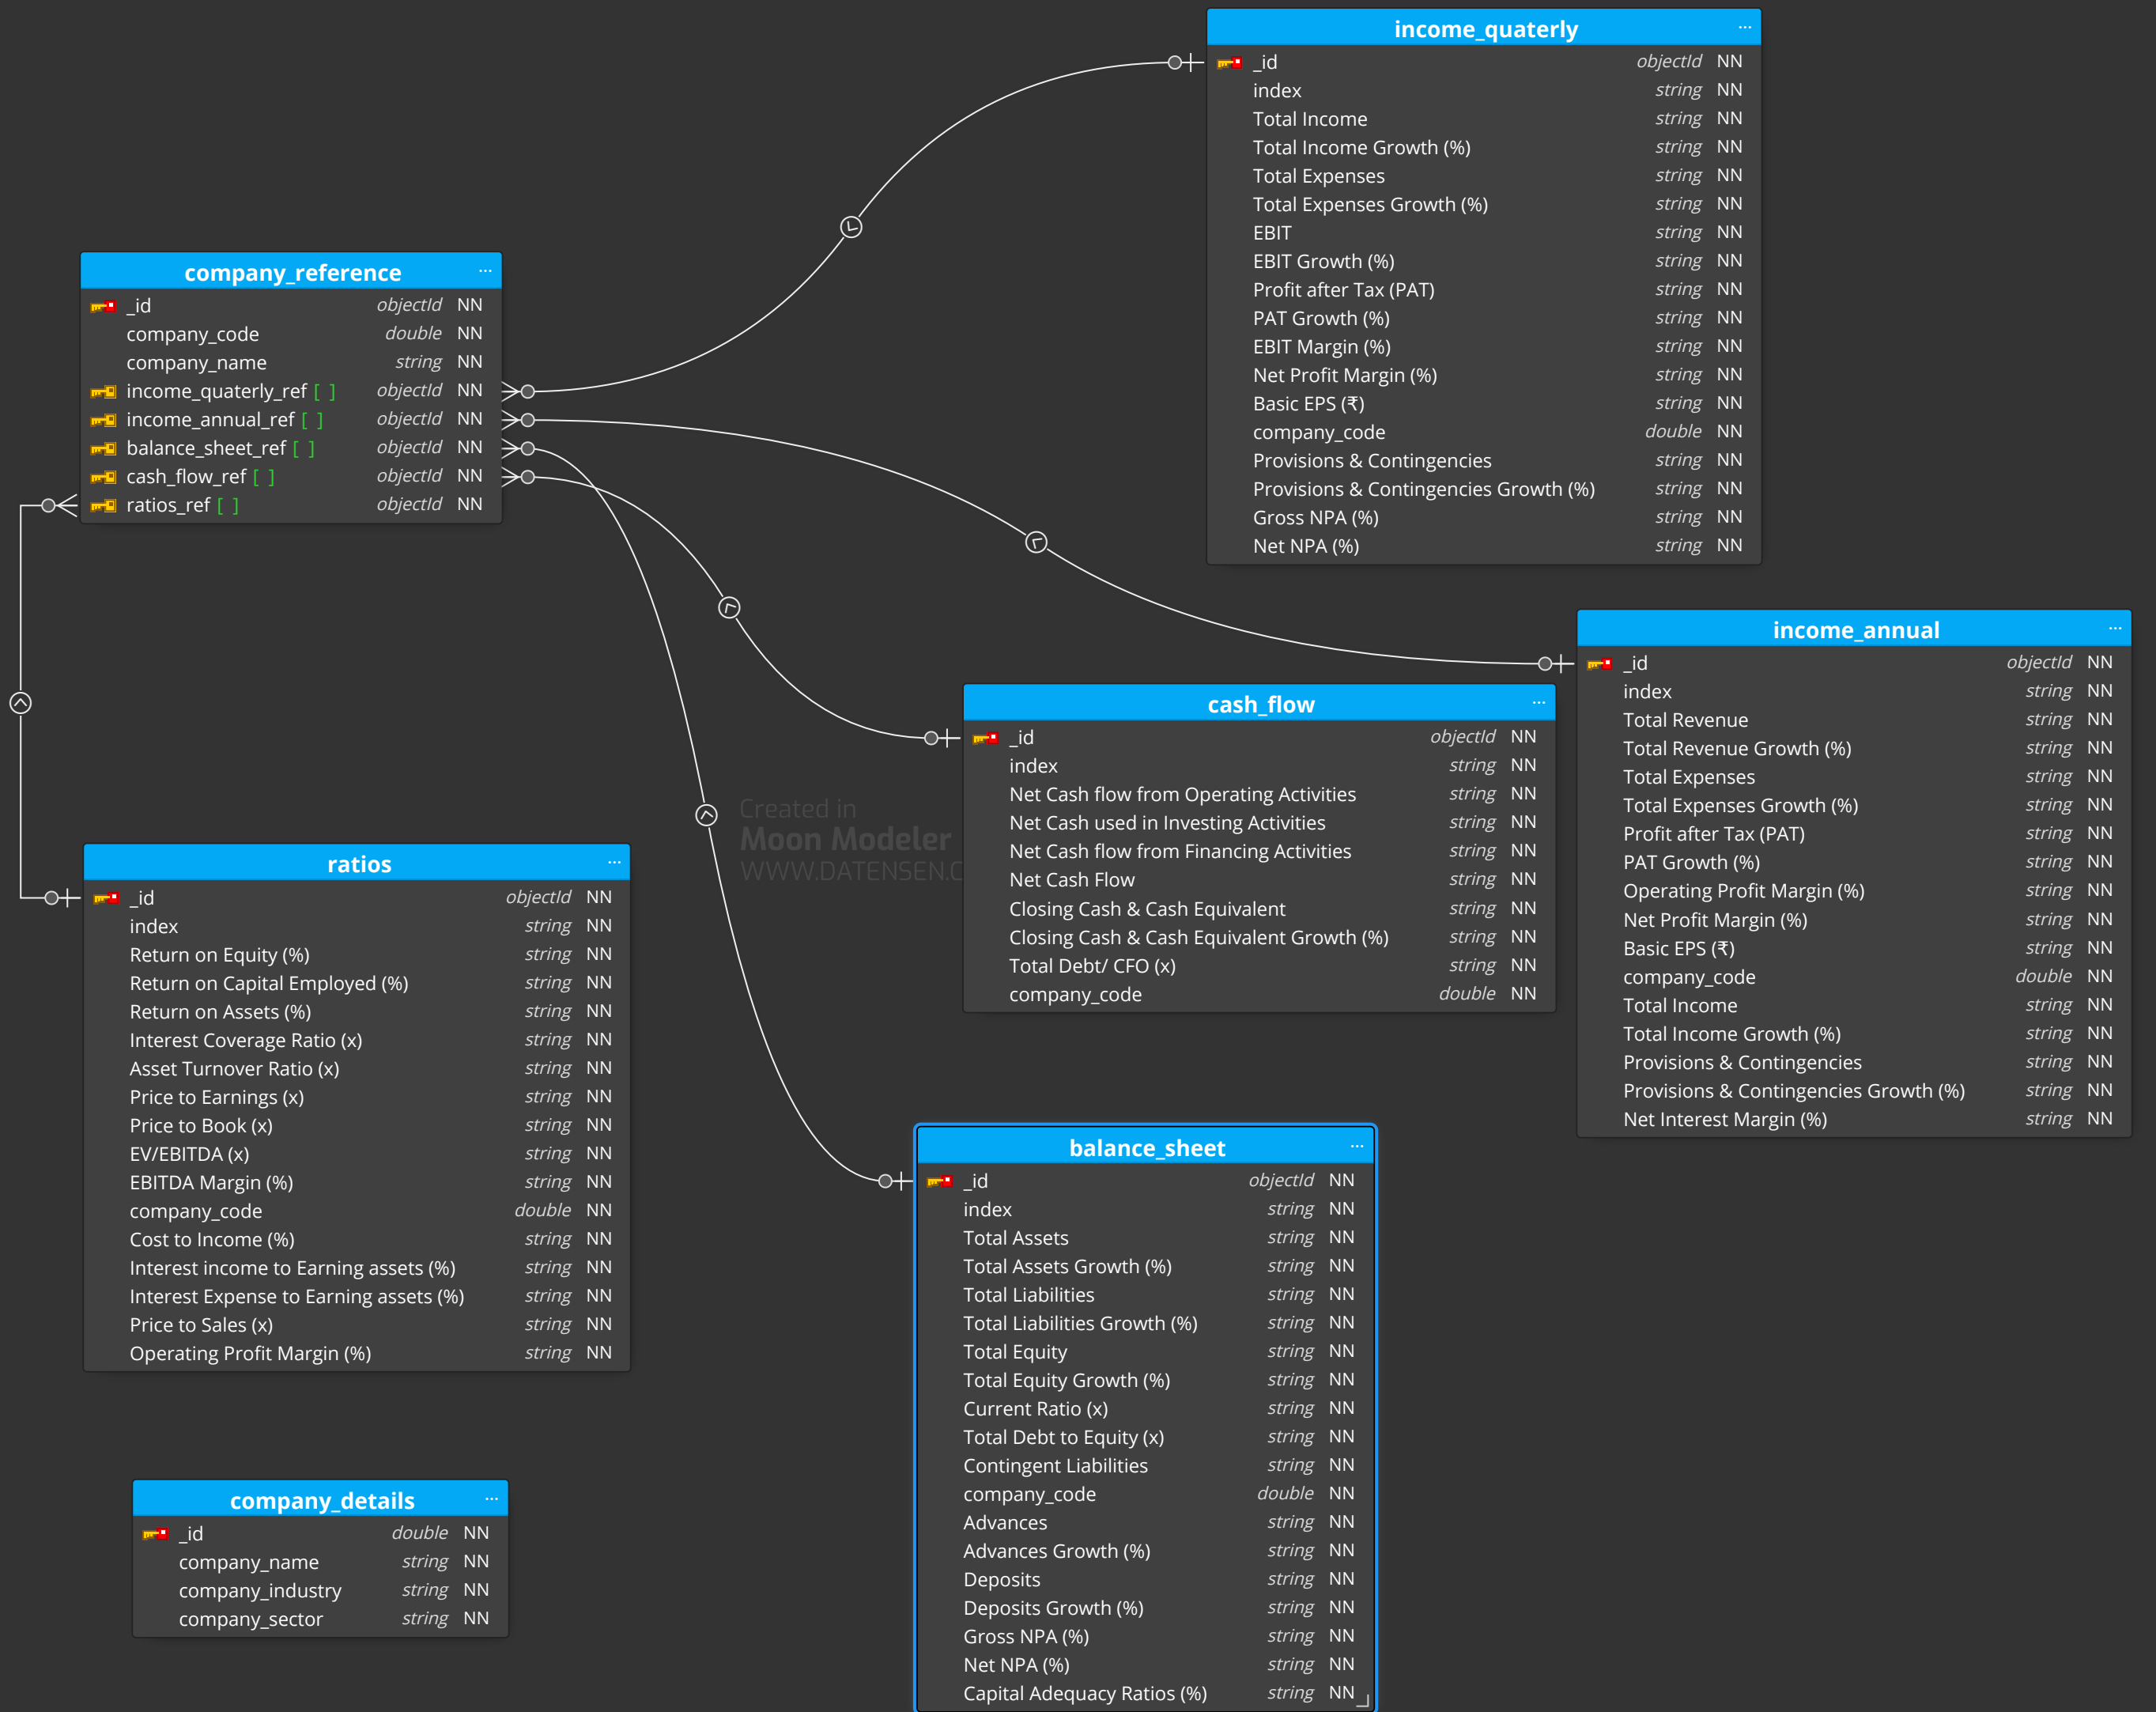 income_quaterly ...
_id objectId NN
index string NN
Total Income string NN
Total Income Growth (%) string NN
Total Expenses string NN
Total Expenses Growth (%) string NN
EBIT string NN
EBIT Growth (%) string NN
Profit after Tax (PAT) string NN
PAT Growth (%) string NN
EBIT Margin (%) string NN
Net Profit Margin (%) string NN
Basic EPS (₹) string NN
company_code double NN
Provisions & Contingencies string NN
Provisions & Contingencies Growth (%) string NN
Gross NPA (%) string NN
Net NPA (%) string NN
company_reference ...
_id objectId NN
company_code double NN
company_name string NN
income_quaterly_ref [ ] objectId NN
income_annual_ref [ ] objectId NN
balance_sheet_ref [ ] objectId NN
cash_flow_ref [ ] objectId NN
ratios_ref [ ] objectId NN
income_annual ...
_id objectId NN
index string NN
Total Revenue string NN
Total Revenue Growth (%) string NN
Total Expenses string NN
Total Expenses Growth (%) string NN
Profit after Tax (PAT) string NN
PAT Growth (%) string NN
Operating Profit Margin (%) string NN
Net Profit Margin (%) string NN
Basic EPS (₹) string NN
company_code double NN
Total Income string NN
Total Income Growth (%) string NN
Provisions & Contingencies string NN
Provisions & Contingencies Growth (%) string NN
Net Interest Margin (%) string NN
cash_flow ...
_id objectId NN
index string NN
Net Cash flow from Operating Activities string NN
Net Cash used in Investing Activities string NN
Net Cash flow from Financing Activities string NN
Net Cash Flow string NN
Closing Cash & Cash Equivalent string NN
Closing Cash & Cash Equivalent Growth (%) string NN
Total Debt/ CFO (x) string NN
company_code double NN
Created in
Moon Modeler
WWW.DATENSEN.C
ratios ...
_id objectId NN
index string NN
Return on Equity (%) string NN
Return on Capital Employed (%) string NN
Return on Assets (%) string NN
Interest Coverage Ratio (x) string NN
Asset Turnover Ratio (x) string NN
Price to Earnings (x) string NN
Price to Book (x) string NN
EV/EBITDA (x) string NN
EBITDA Margin (%) string NN
company_code double NN
Cost to Income (%) string NN
Interest income to Earning assets (%) string NN
Interest Expense to Earning assets (%) string NN
Price to Sales (x) string NN
Operating Profit Margin (%) string NN
balance_sheet ...
_id objectId NN
index string NN
Total Assets string NN
Total Assets Growth (%) string NN
Total Liabilities string NN
Total Liabilities Growth (%) string NN
Total Equity string NN
Total Equity Growth (%) string NN
Current Ratio (x) string NN
Total Debt to Equity (x) string NN
Contingent Liabilities string NN
company_code double NN
Advances string NN
Advances Growth (%) string NN
Deposits string NN
Deposits Growth (%) string NN
Gross NPA (%) string NN
Net NPA (%) string NN
Capital Adequacy Ratios (%) string NN
company_details ...
_id double NN
company_name string NN
company_industry string NN
company_sector string NN